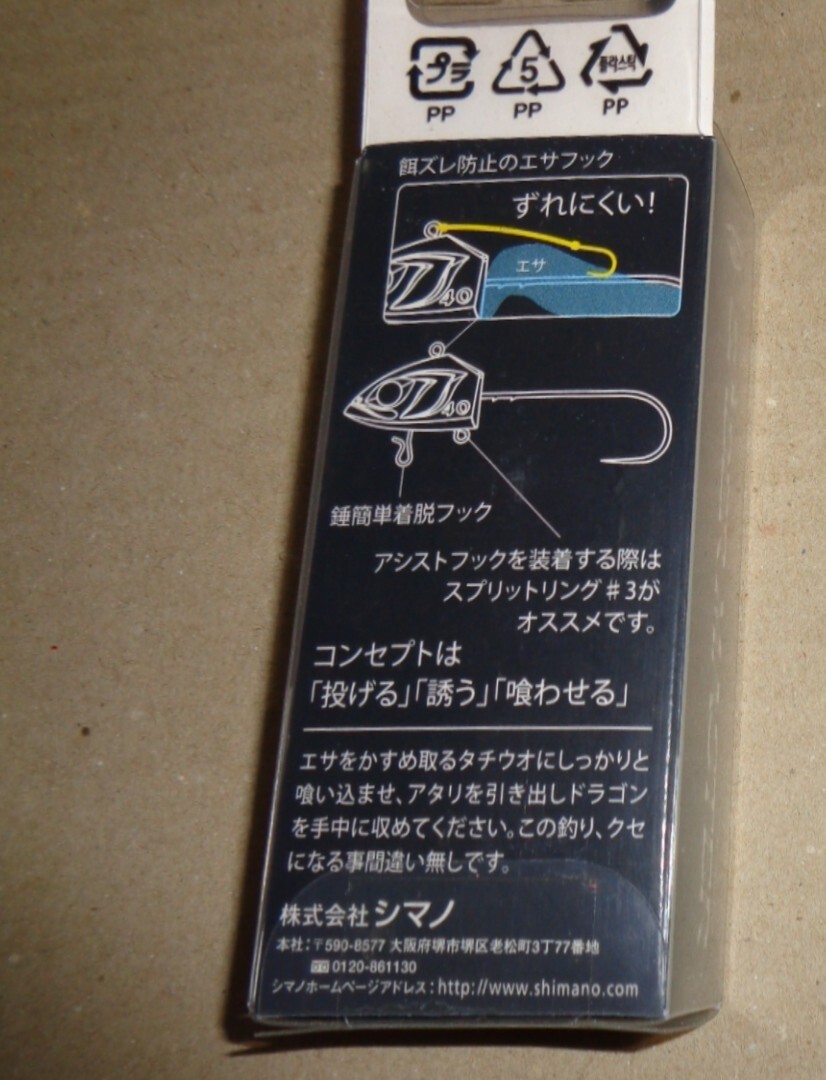 プラ 5 플라스틱
PP PP PP
餌ズレ防止のエサフック
ずれにくい!
エサ
40
40
錘簡単着脱フック
アシストフックを装着する際は
スプリットリング♯3が
オススメです。
コンセプトは
「投げる」「誘う」「喰わせる」
エサをかすめ取るタチウオにしっかりと
喰い込ませ、アタリを引き出しドラゴン
を手中に収めてください。この釣り、クセ
になる事間違い無しです。
株式会社シマノ
本社:〒590-8577 大阪府堺市堺区老松町3丁77番地
0120-861130
シマノホームページアドレス:http://www.shimano.com